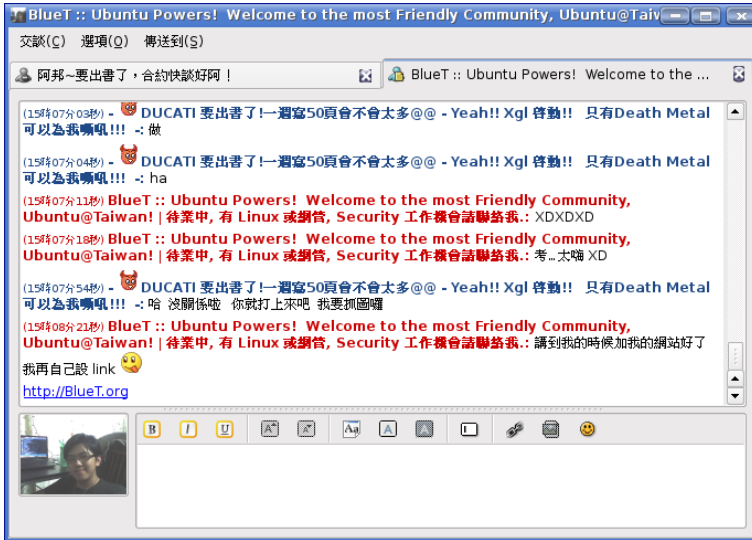 BlueT :: Ubuntu Powers!  Welcome to the most Friendly Community, Ubuntu@Taiw
交談(C) 選項(O) 傳送到(S)
阿邦~要出書了，合約快談好阿！
BlueT :: Ubuntu Powers!  Welcome to the ...
(15時07分03秒) - DUCATI 要出書了!一週寫50頁會不會太多@@ - Yeah!! Xgl 啓動!!  只有Death Metal
可以為我嘶吼!!! -: 做
(15時07分04秒) - DUCATI 要出書了!一週寫50頁會不會太多@@ - Yeah!! Xgl 啓動!!  只有Death Metal
可以為我嘶吼!!! -: ha
(15時07分11秒) BlueT :: Ubuntu Powers!  Welcome to the most Friendly Community,
Ubuntu@Taiwan! | 待業中, 有 Linux 或網管, Security 工作機會請聯絡我.: XDXDXD
(15時07分18秒) BlueT :: Ubuntu Powers!  Welcome to the most Friendly Community,
Ubuntu@Taiwan! | 待業中, 有 Linux 或網管, Security 工作機會請聯絡我.: 考...太嗨 XD
(15時07分54秒) - DUCATI 要出書了!一週寫50頁會不會太多@@ - Yeah!! Xgl 啓動!!  只有Death Metal
可以為我嘶吼!!! -: 哈 沒關係啦  你就打上來吧 我要抓圖囉
(15時08分21秒) BlueT :: Ubuntu Powers!  Welcome to the most Friendly Community,
Ubuntu@Taiwan! | 待業中, 有 Linux 或網管, Security 工作機會請聯絡我.: 講到我的時候加我的網站好了
我再自己設 link
http://BlueT.org
B I U A A Aa A A